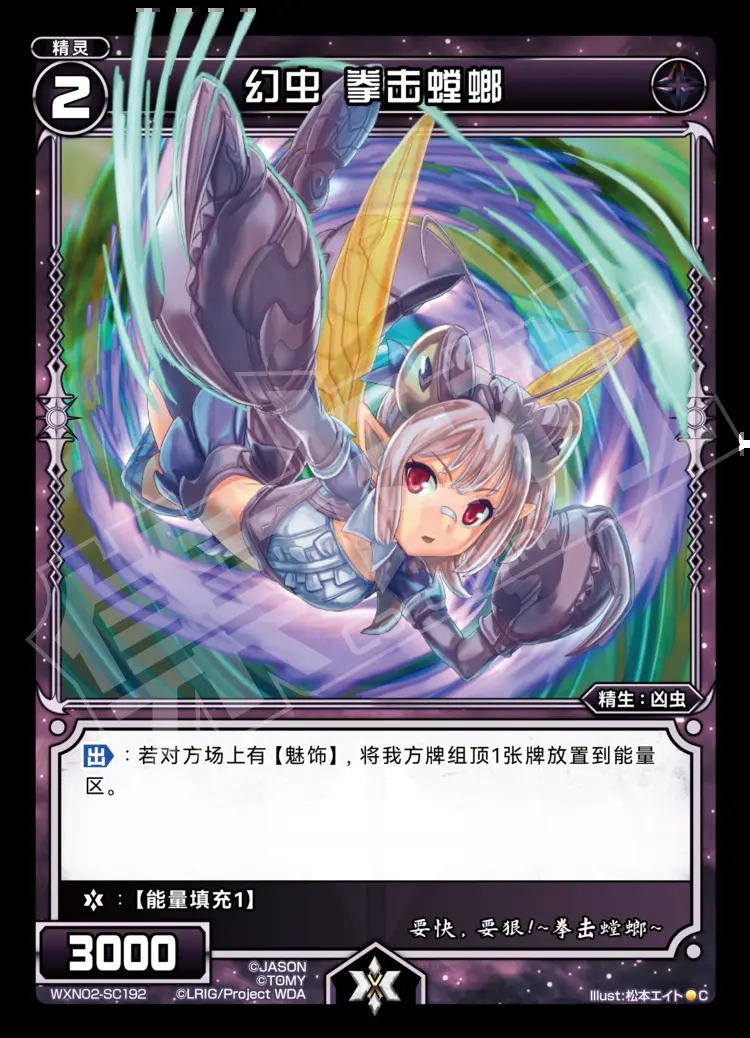 精灵
2
幻虫 拳击螳螂
精生：凶虫
出：若对方场上有【魅饰】，将我方牌组顶1张牌放置到能量
区。
：【能量填充1】
要快，要狠！~拳击螳螂~
3000
©JASON
©TOMY
WXN02-SC192 ©LRIG/Project WDA
Illust:松本エイト C